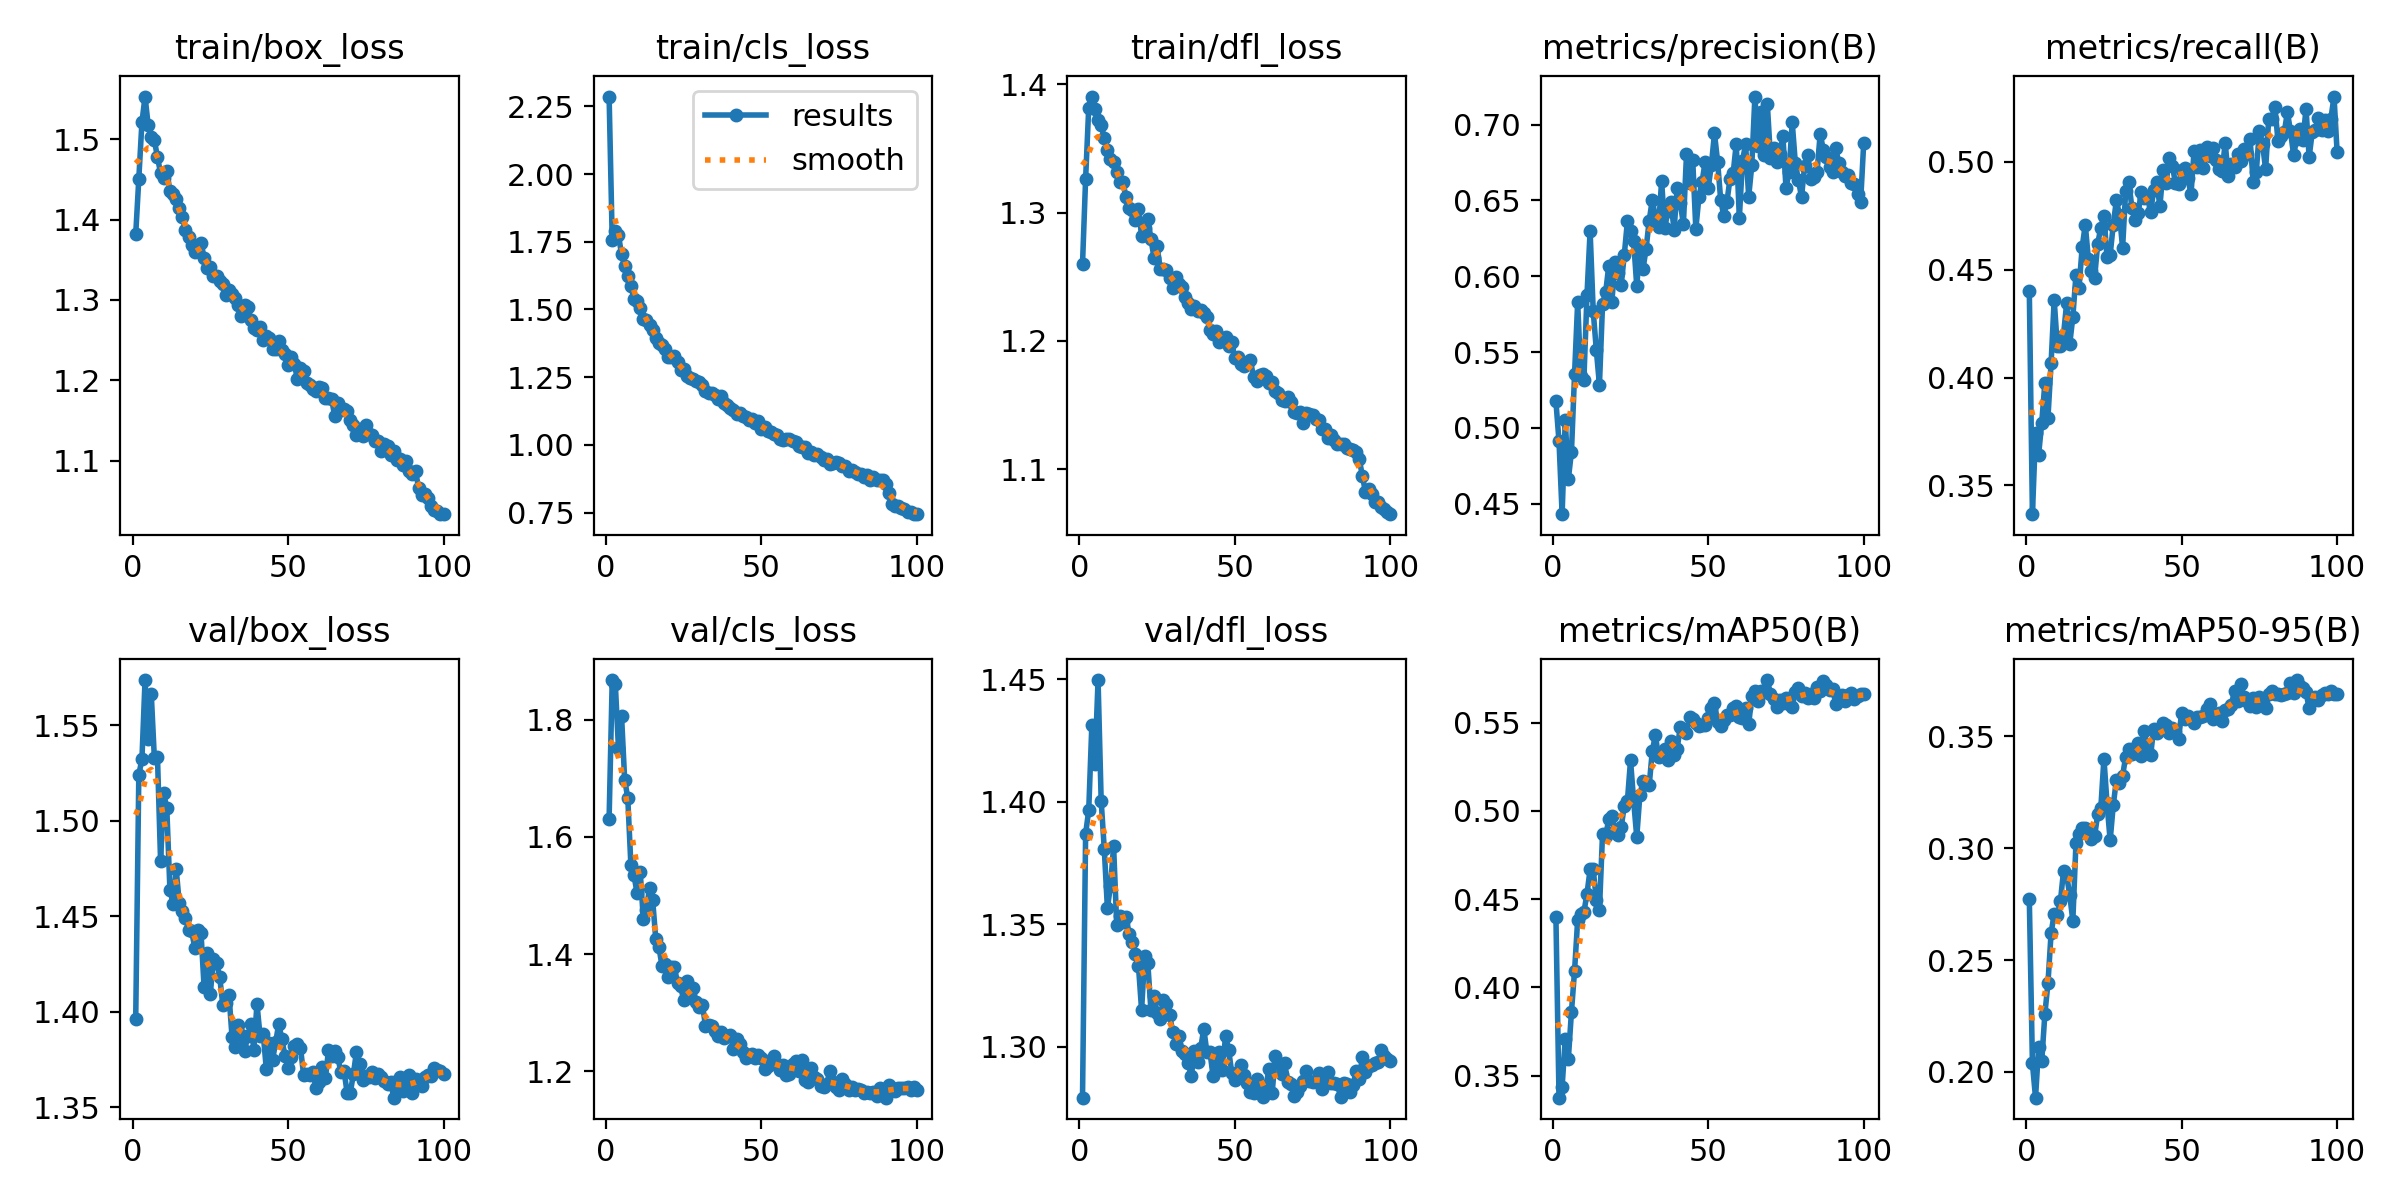 train/box_loss
1.5
1.4
1.3
1.2
1.1
0 50 100
train/cls_loss
results
smooth
2.25
2.00
1.75
1.50
1.25
1.00
0.75
0 50 100
train/dfl_loss
1.4
1.3
1.2
1.1
0 50 100
metrics/precision(B)
0.70
0.65
0.60
0.55
0.50
0.45
0 50 100
metrics/recall(B)
0.50
0.45
0.40
0.35
0 50 100
val/box_loss
1.55
1.50
1.45
1.40
1.35
0 50 100
val/cls_loss
1.8
1.6
1.4
1.2
0 50 100
val/dfl_loss
1.45
1.40
1.35
1.30
0 50 100
metrics/mAP50(B)
0.55
0.50
0.45
0.40
0.35
0 50 100
metrics/mAP50-95(B)
0.35
0.30
0.25
0.20
0 50 100